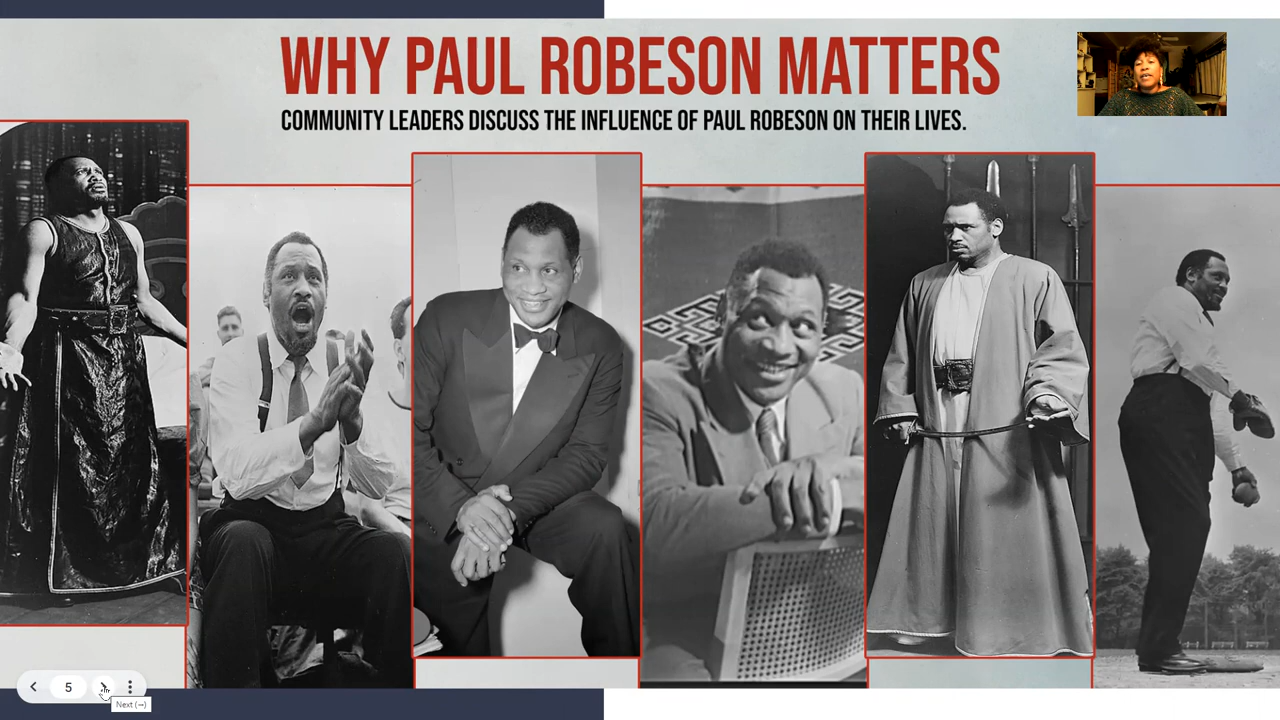 WHY PAUL ROBESON MATTERS
COMMUNITY LEADERS DISCUSS THE INFLUENCE OF PAUL ROBESON ON THEIR LIVES.
5
Next (→)